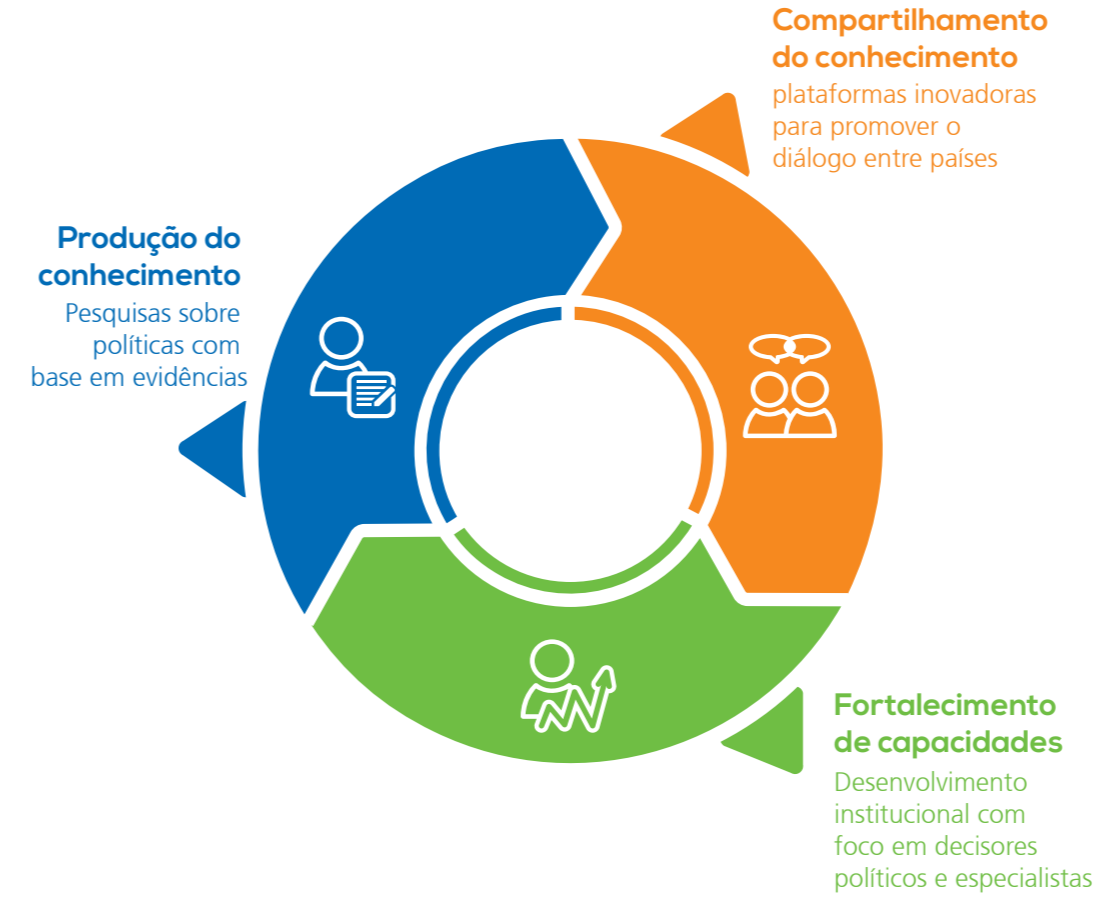 Compartilhamento
do conhecimento
plataformas inovadoras
para promover o
diálogo entre países
Produção do
conhecimento
Pesquisas sobre
políticas com
base em evidências
Fortalecimento
de capacidades
Desenvolvimento
institucional com
foco em decisores
políticos e especialistas